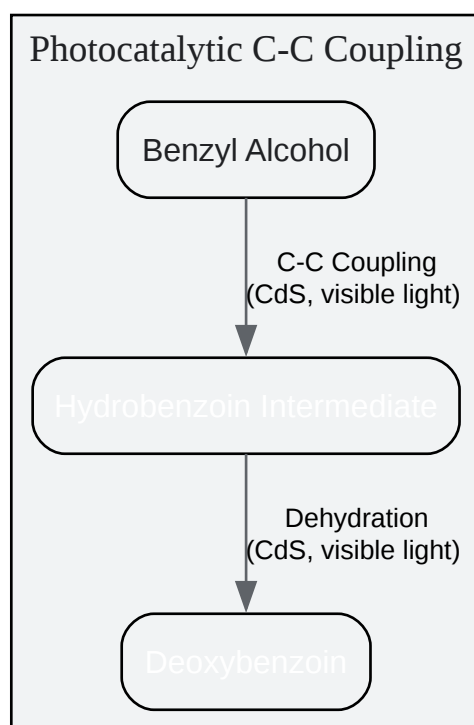 Photocatalytic C-C Coupling
Benzyl Alcohol
C-C Coupling
(CdS, visible light)
Hydrobenzoin Intermediate
Dehydration
(CdS, visible light)
Deoxybenzoin